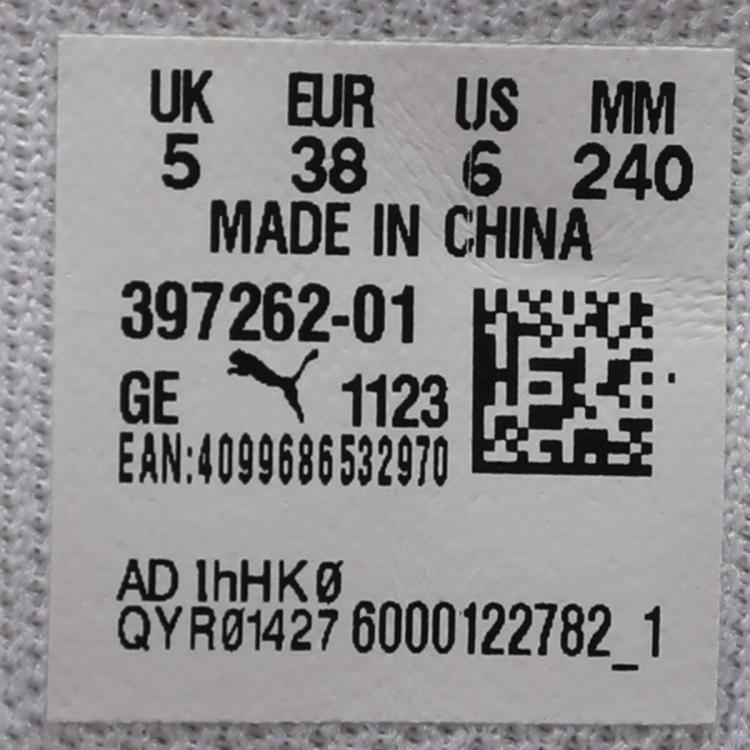 UK EUR US MM
5 38 6 240
MADE IN CHINA
397262-01
GE 1123
EAN:4099686532970
AD 1hHKØ
QYRØ1427 6000122782_1